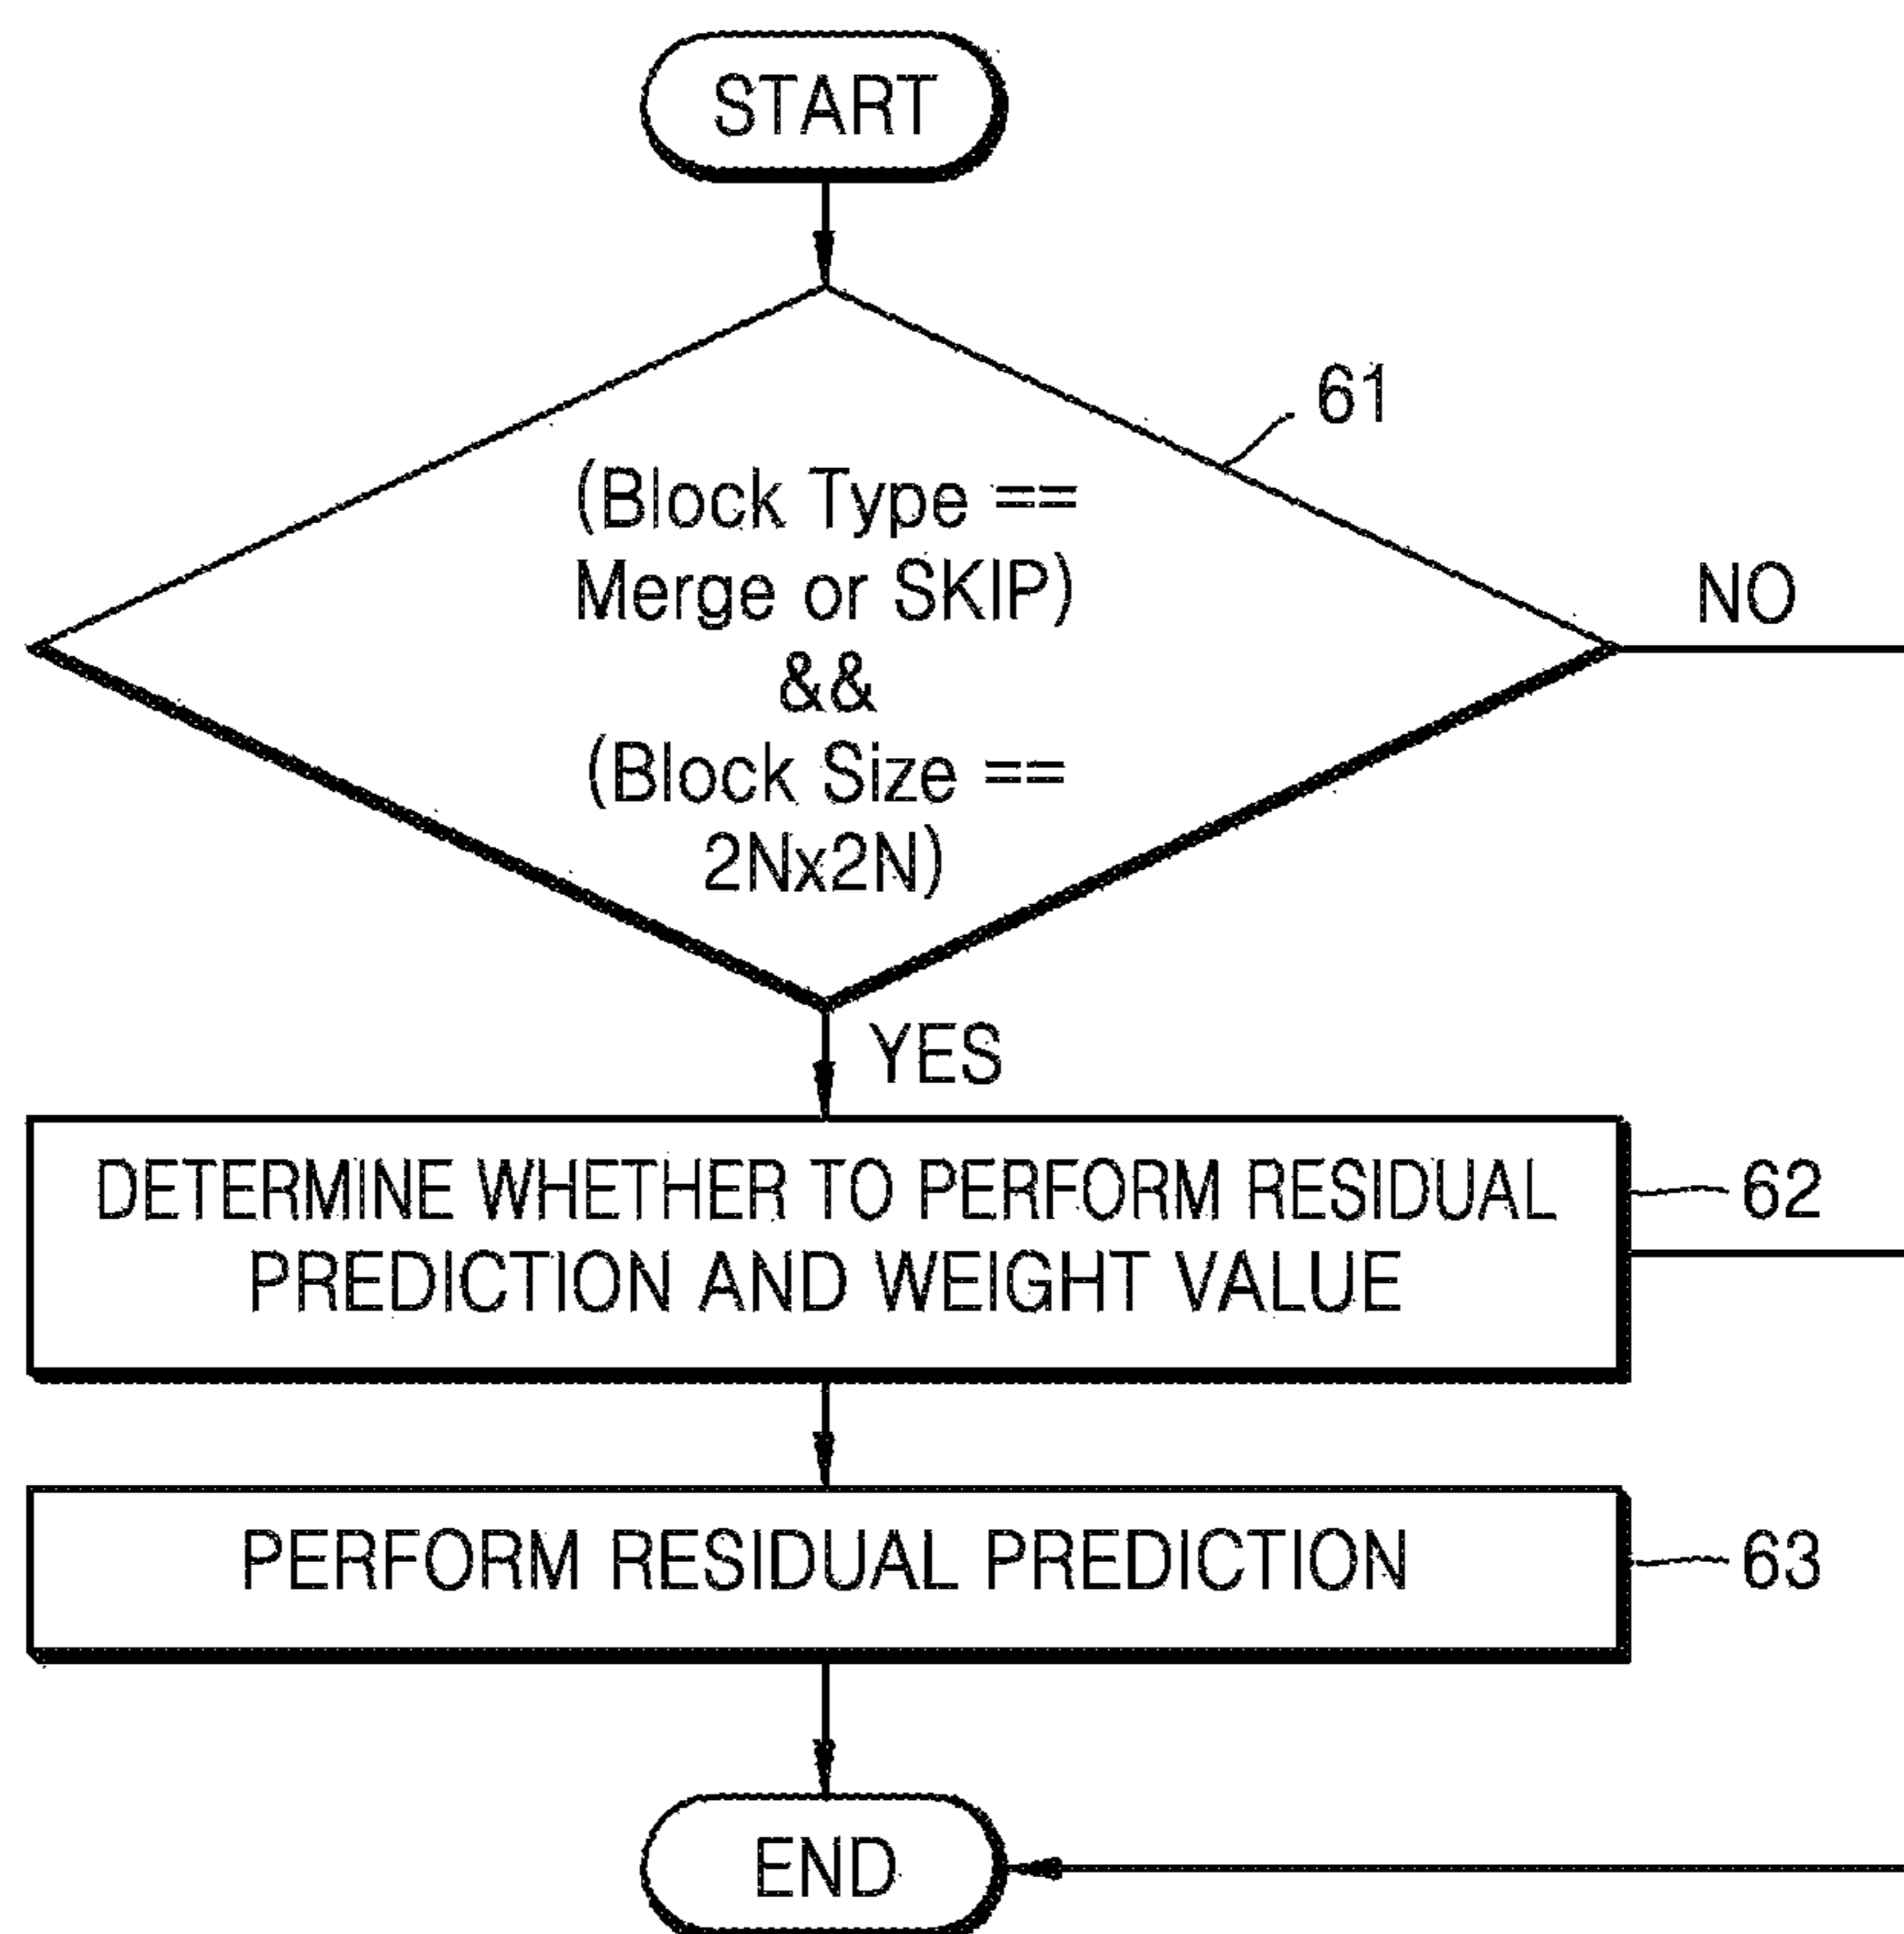 START
61
(Block Type ==
Merge or SKIP)
&&
(Block Size ==
2Nx2N)
NO
YES
DETERMINE WHETHER TO PERFORM RESIDUAL
PREDICTION AND WEIGHT VALUE
62
PERFORM RESIDUAL PREDICTION
63
END